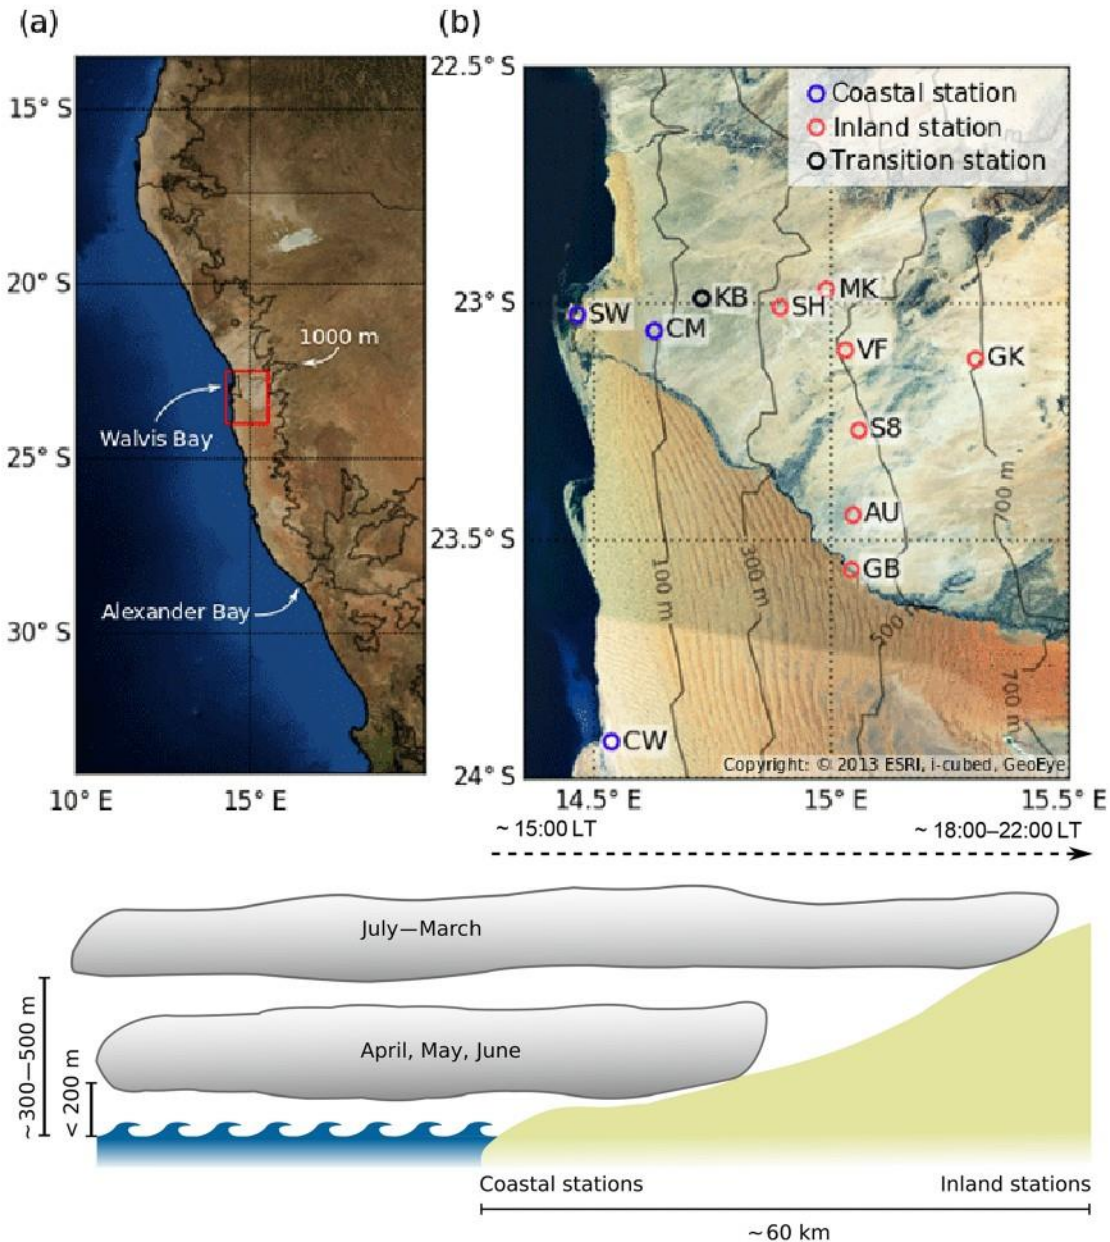 (a)
15° S
20° S
25° S
30° S
10° E
15° E
1000 m
Walvis Bay
Alexander Bay
(b)
22.5° S
23° S
23.5° S
24° S
14.5° E
15° E
15.5° E
Coastal station
Inland station
Transition station
SW
CM
KB
SH
MK
VF
GK
S8
AU
GB
CW
100 m
300 m
500 m
700 m
700 m
Copyright: © 2013 ESRI, i-cubed, GeoEye
~ 15:00 LT
~ 18:00–22:00 LT
July—March
April, May, June
~300—500 m
< 200 m
Coastal stations
Inland stations
~60 km